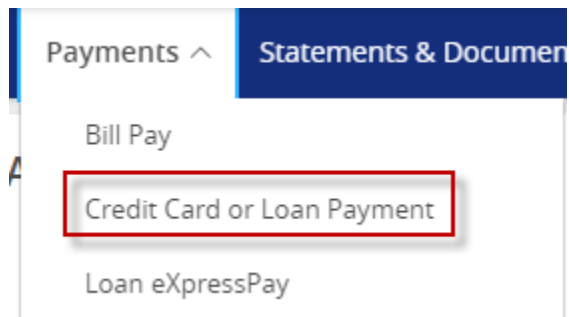 Payments Statements & Documen
Bill Pay
Credit Card or Loan Payment
Loan eXpressPay